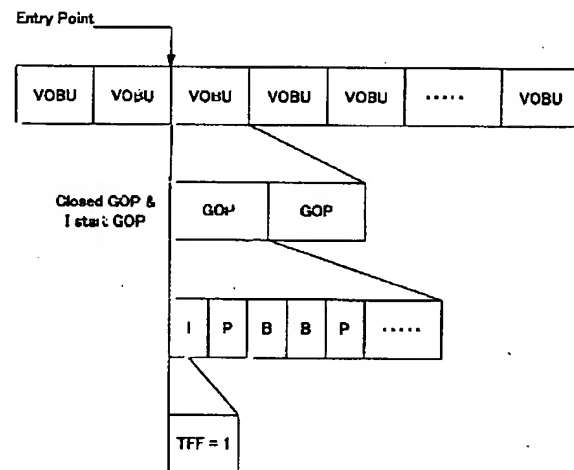 Entry Point
VOBU VOBU VOBU VOBU VOBU ····· VOBU
Closed GOP &
I start GOP
GOP GOP
I P B B P ·····
TFF = 1